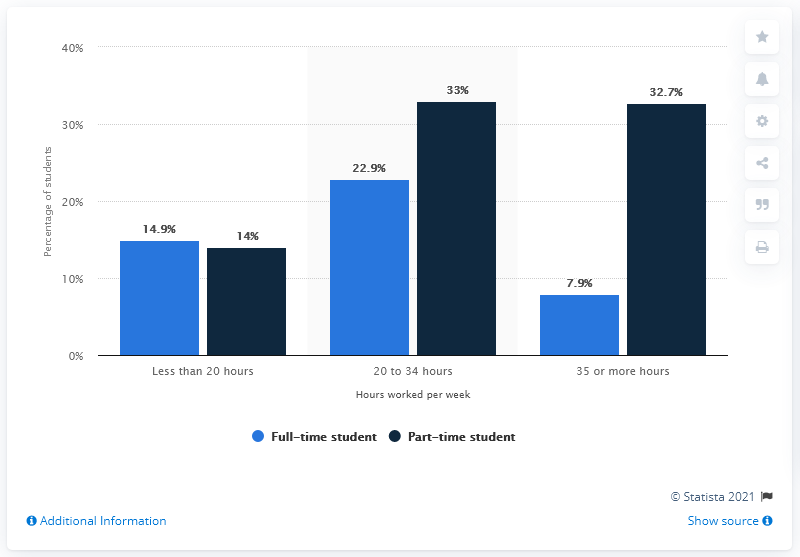 40%
30%
20%
10%
0%
Percentage of students
14.9%
14%
22.9%
33%
7.9%
32.7%
Less than 20 hours
20 to 34 hours
35 or more hours
Hours worked per week
Full-time student
Part-time student
© Statista 2021
Additional Information
Show source